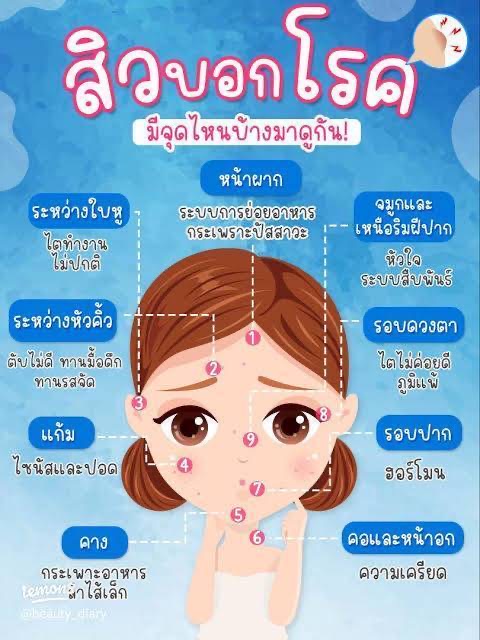 สิวบอกโรค
มีจุดไหนบ้างมาดูกัน!
หน้าผาก
ระบบการย่อยอาหาร
กระเพราะปัสสาวะ
ระหว่างใบหู
ไตทำงาน
ไม่ปกติ
จมูกและ
เหนือริมฝีปาก
หัวใจ
ระบบสืบพันธ์
ระหว่างหัวคิ้ว
ตับไม่ดี ทานมื้อดึก
ทานรสจัด
รอบดวงตา
ไตไม่ค่อยดี
ภูมิแพ้
แก้ม
ไซนัสและปอด
รอบปาก
ฮอร์โมน
คาง
กระเพาะอาหาร
ลำไส้เล็ก
คอและหน้าอก
ความเครียด
1
2
3
8
9
4
7
5
6
@beauty_diary